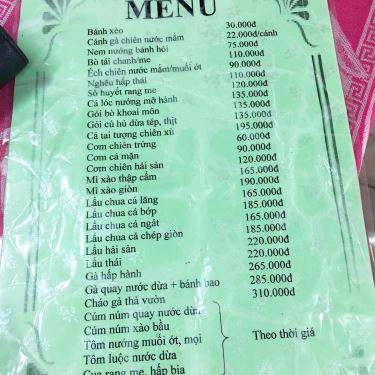 MENU
Bánh xèo 30.000đ
Cánh gà chiên nước mắm 22.000đ/cánh
Nem nướng bánh hỏi 75.000đ
Bò tái chanh/me 110.000đ
Ếch chiên nước mắm/muối ớt 90.000đ
Nghêu hấp thái 110.000đ
Sò huyết rang me 120.000đ
Cá lóc nướng mỡ hành 135.000đ
Gỏi bò khoai môn 135.000đ
Gỏi củ hủ dừa tép, thịt 135.000đ
Cá tai tượng chiên xù 195.000đ
Cơm chiên trứng 60.000đ
Cơm cá mặn 90.000đ
Cơm chiên hải sản 120.000đ
Mì xào thập cẩm 165.000đ
Mì xào giòn 190.000đ
Lẩu chua cá lăng 165.000đ
Lẩu chua cá bớp 185.000đ
Lẩu chua cá ngát 165.000đ
Lẩu chua cá chép giòn 185.000đ
Lẩu hải sản 220.000đ
Lẩu thái 220.000đ
Gà hấp hành 265.000đ
Gà quay nước dừa + bánh bao 285.000đ
Cháo gà thả vườn 310.000đ
Cúm núm quay nước dừa
Cúm núm xào bầu
Tôm nướng muối ớt, mọi Theo thời giá
Tôm luộc nước dừa
Cua rang me, hấp bia